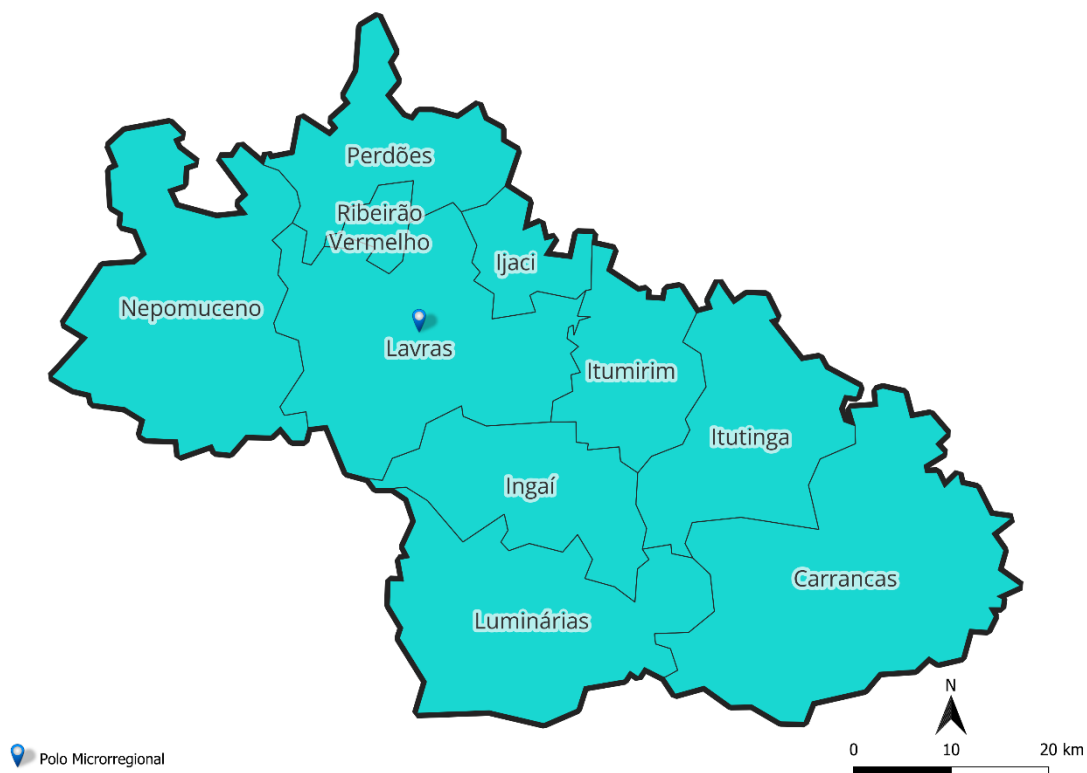 Perdões
Ribeirão
Vermelho
Ijaci
Nepomuceno
Lavras
Itumirim
Itutinga
Ingaí
Carrancas
Luminárias
N
Polo Microrregional
0 10 20 km